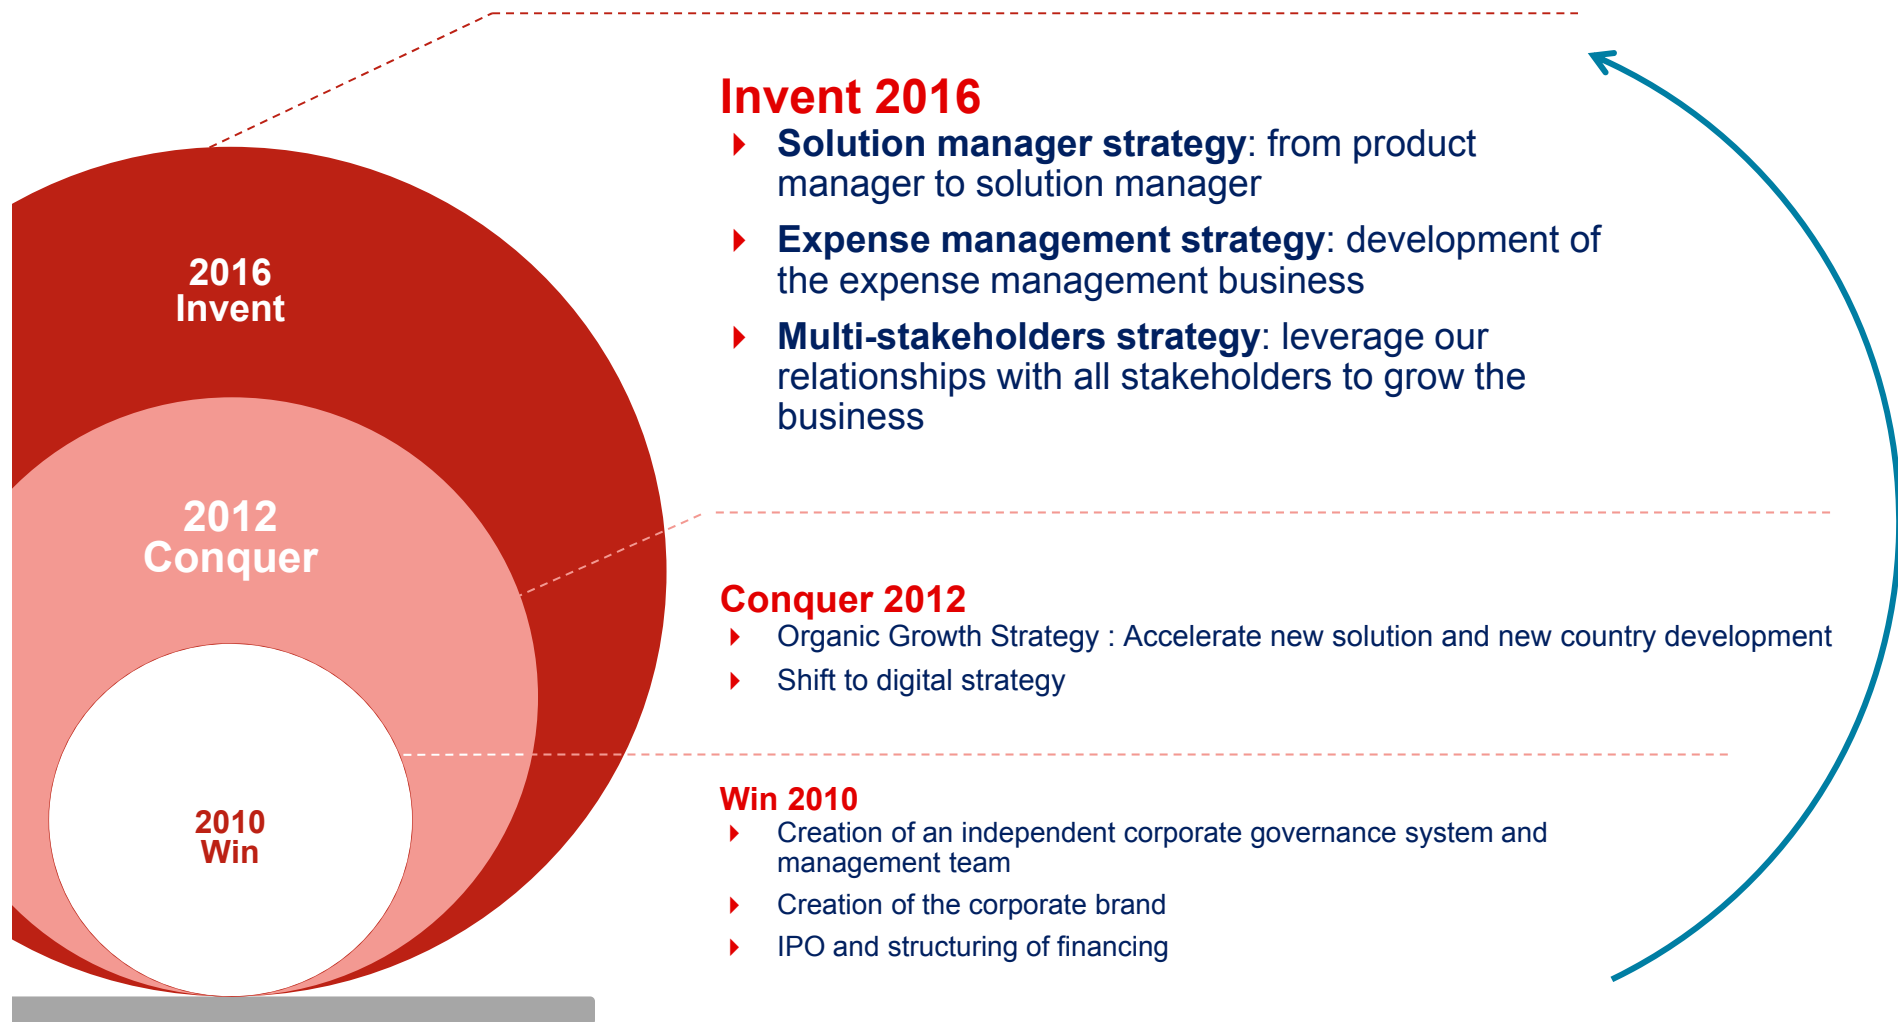 2016
Invent
2012
Conquer
2010
Win
Invent 2016
Solution manager strategy: from product
manager to solution manager
Expense management strategy: development of
the expense management business
Multi-stakeholders strategy: leverage our
relationships with all stakeholders to grow the
business
Conquer 2012
Organic Growth Strategy : Accelerate new solution and new country development
Shift to digital strategy
Win 2010
Creation of an independent corporate governance system and
management team
Creation of the corporate brand
IPO and structuring of financing